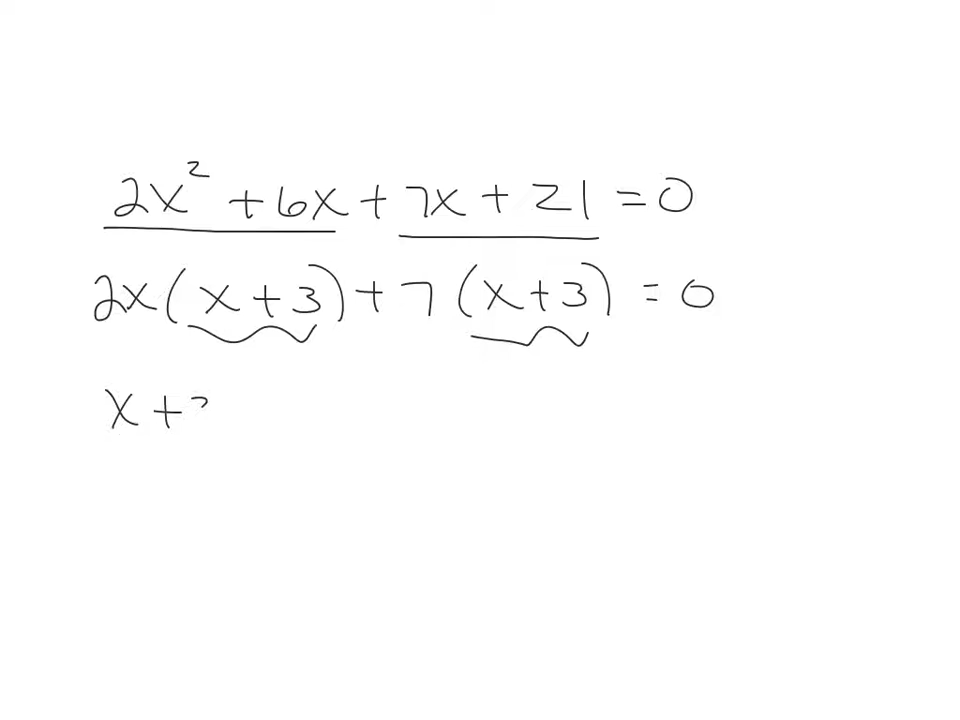 2x² + 6x + 7x + 21 = 0
2x(x+3) + 7(x+3) = 0
x +